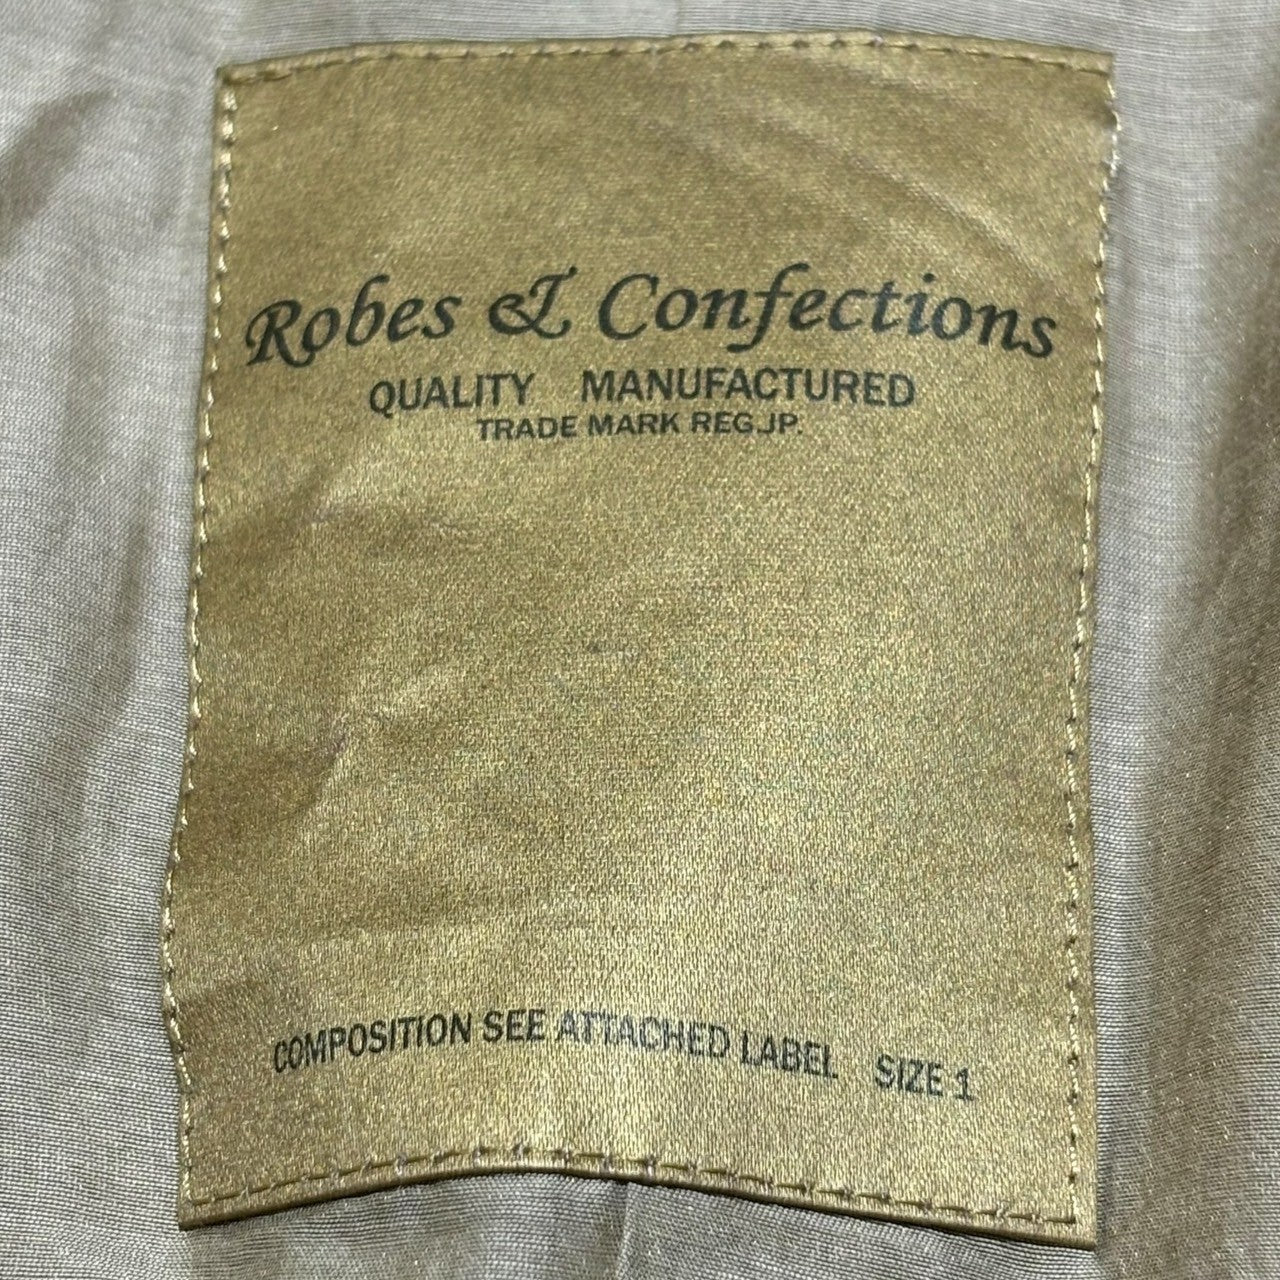 Robes & Confections
QUALITY MANUFACTURED
TRADE MARK REG.JP.
COMPOSITION SEE ATTACHED LABEL SIZE 1